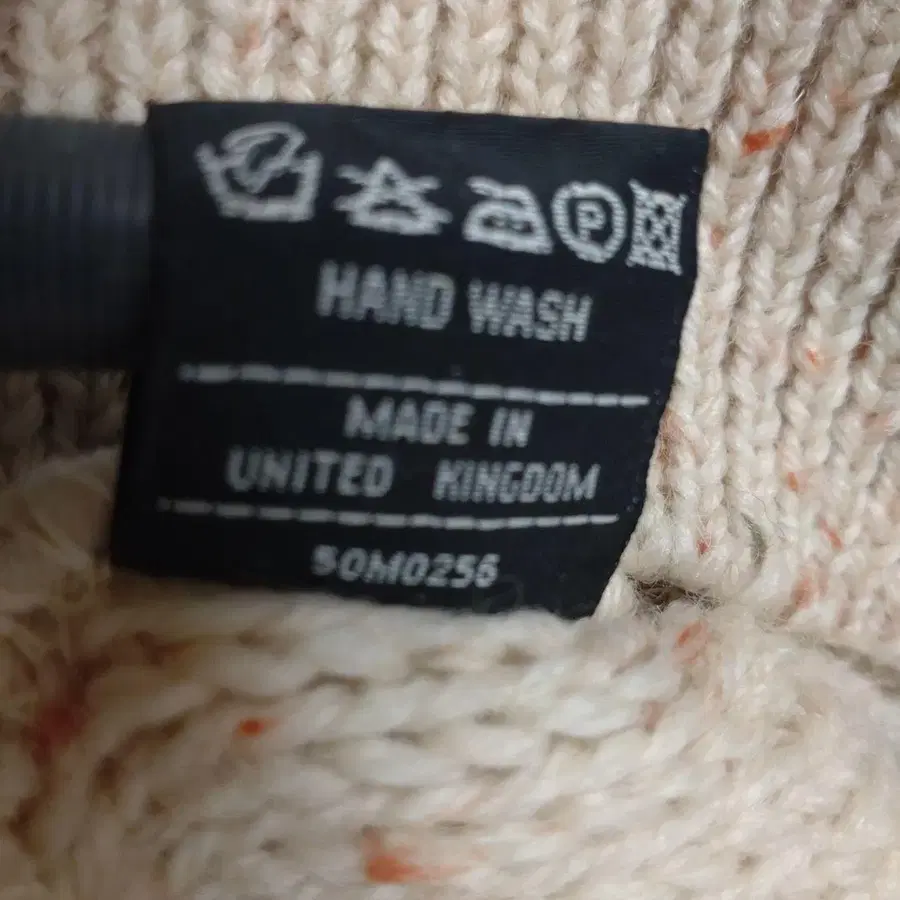 P
HAND WASH
MADE IN
UNITED KINGDOM
SOM0256